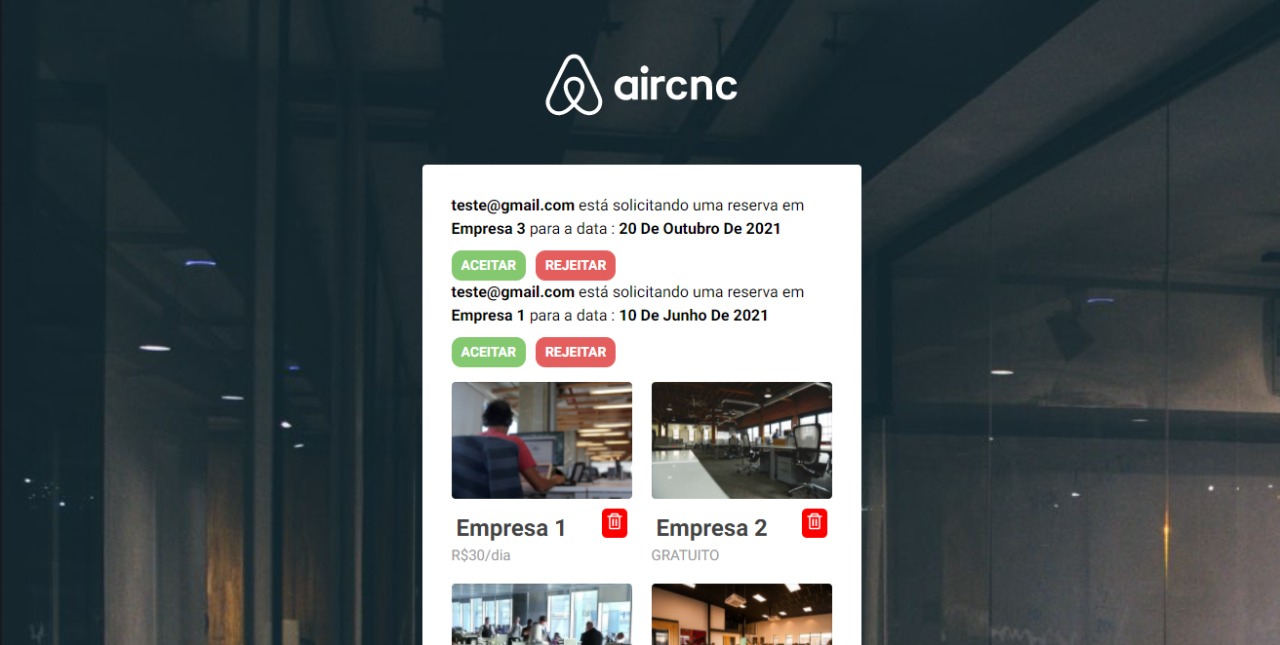 aircnc
teste@gmail.com está solicitando uma reserva em
Empresa 3 para a data : 20 De Outubro De 2021
ACEITAR REJEITAR
teste@gmail.com está solicitando uma reserva em
Empresa 1 para a data : 10 De Junho De 2021
ACEITAR REJEITAR
Empresa 1 Empresa 2
R$30/dia GRATUITO